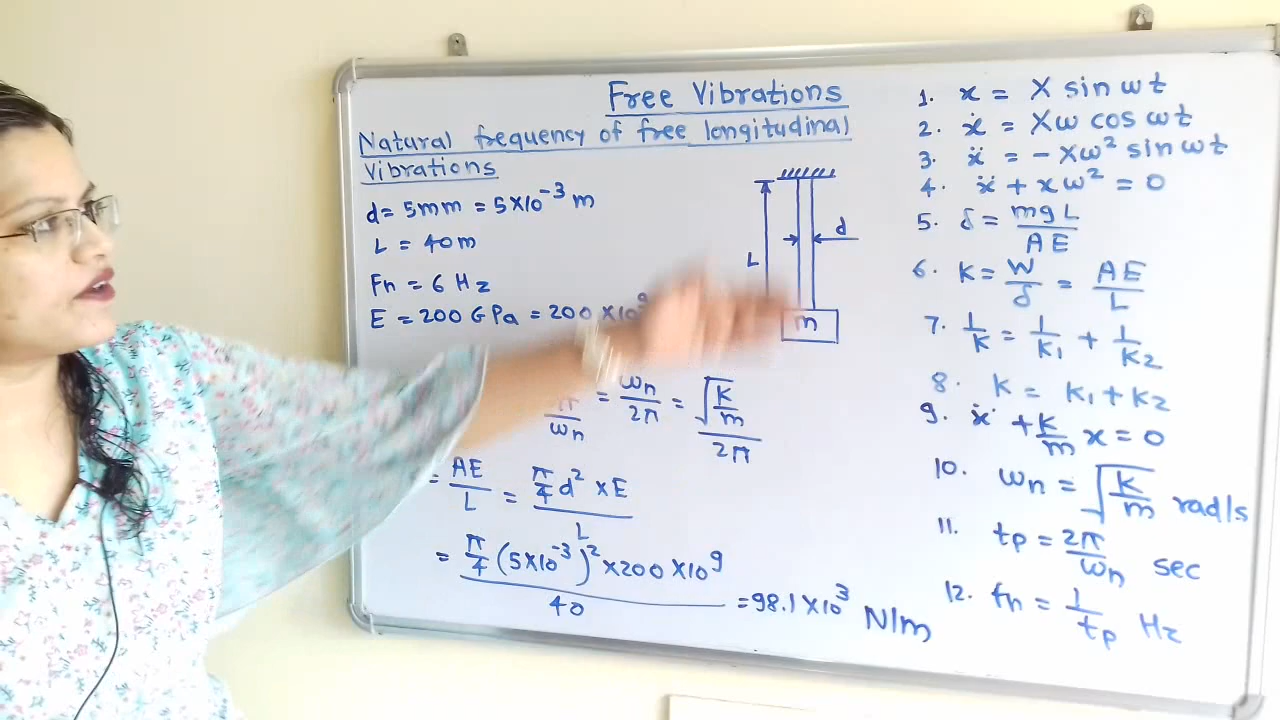 Free Vibrations
Natural frequency of free longitudinal
Vibrations
d = 5mm = 5×10⁻³ m
L = 40m
Fn = 6 Hz
E = 200 GPa = 200 ×10⁹
L
d
m
π/ωn = ωn/2π = √(K/m)/2π
= AE/L = π/4 d² × E/L
= π/4 (5×10⁻³)² × 200 × 10⁹/40 = 98.1 × 10³ N/m
1. x = X sin ωt
2. ẋ = Xω cos ωt
3. ẍ = - Xω² sin ωt
4. ẍ + xω² = 0
5. δ = mgL/AE
6. K = W/δ = AE/L
7. 1/K = 1/K₁ + 1/K₂
8. K = K₁ + K₂
9. ẍ + K/m x = 0
10. ωn = √(K/m) rad/s
11. tp = 2π/ωn sec
12. fn = 1/tp Hz